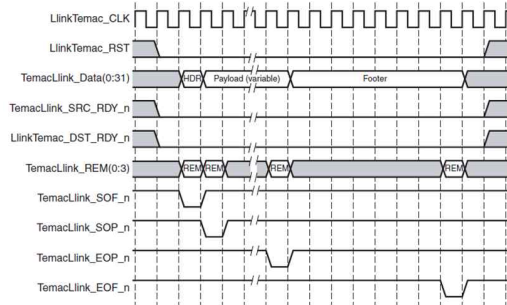 LlinkTemac_CLK
LlinkTemac_RST
TemacLlink_Data(0:31) HDR Payload (variable) Footer
TemacLlink_SRC_RDY_n
LlinkTemac_DST_RDY_n
TemacLlink_REM(0:3) REM REM REM REM
TemacLlink_SOF_n
TemacLlink_SOP_n
TemacLlink_EOP_n
TemacLlink_EOF_n